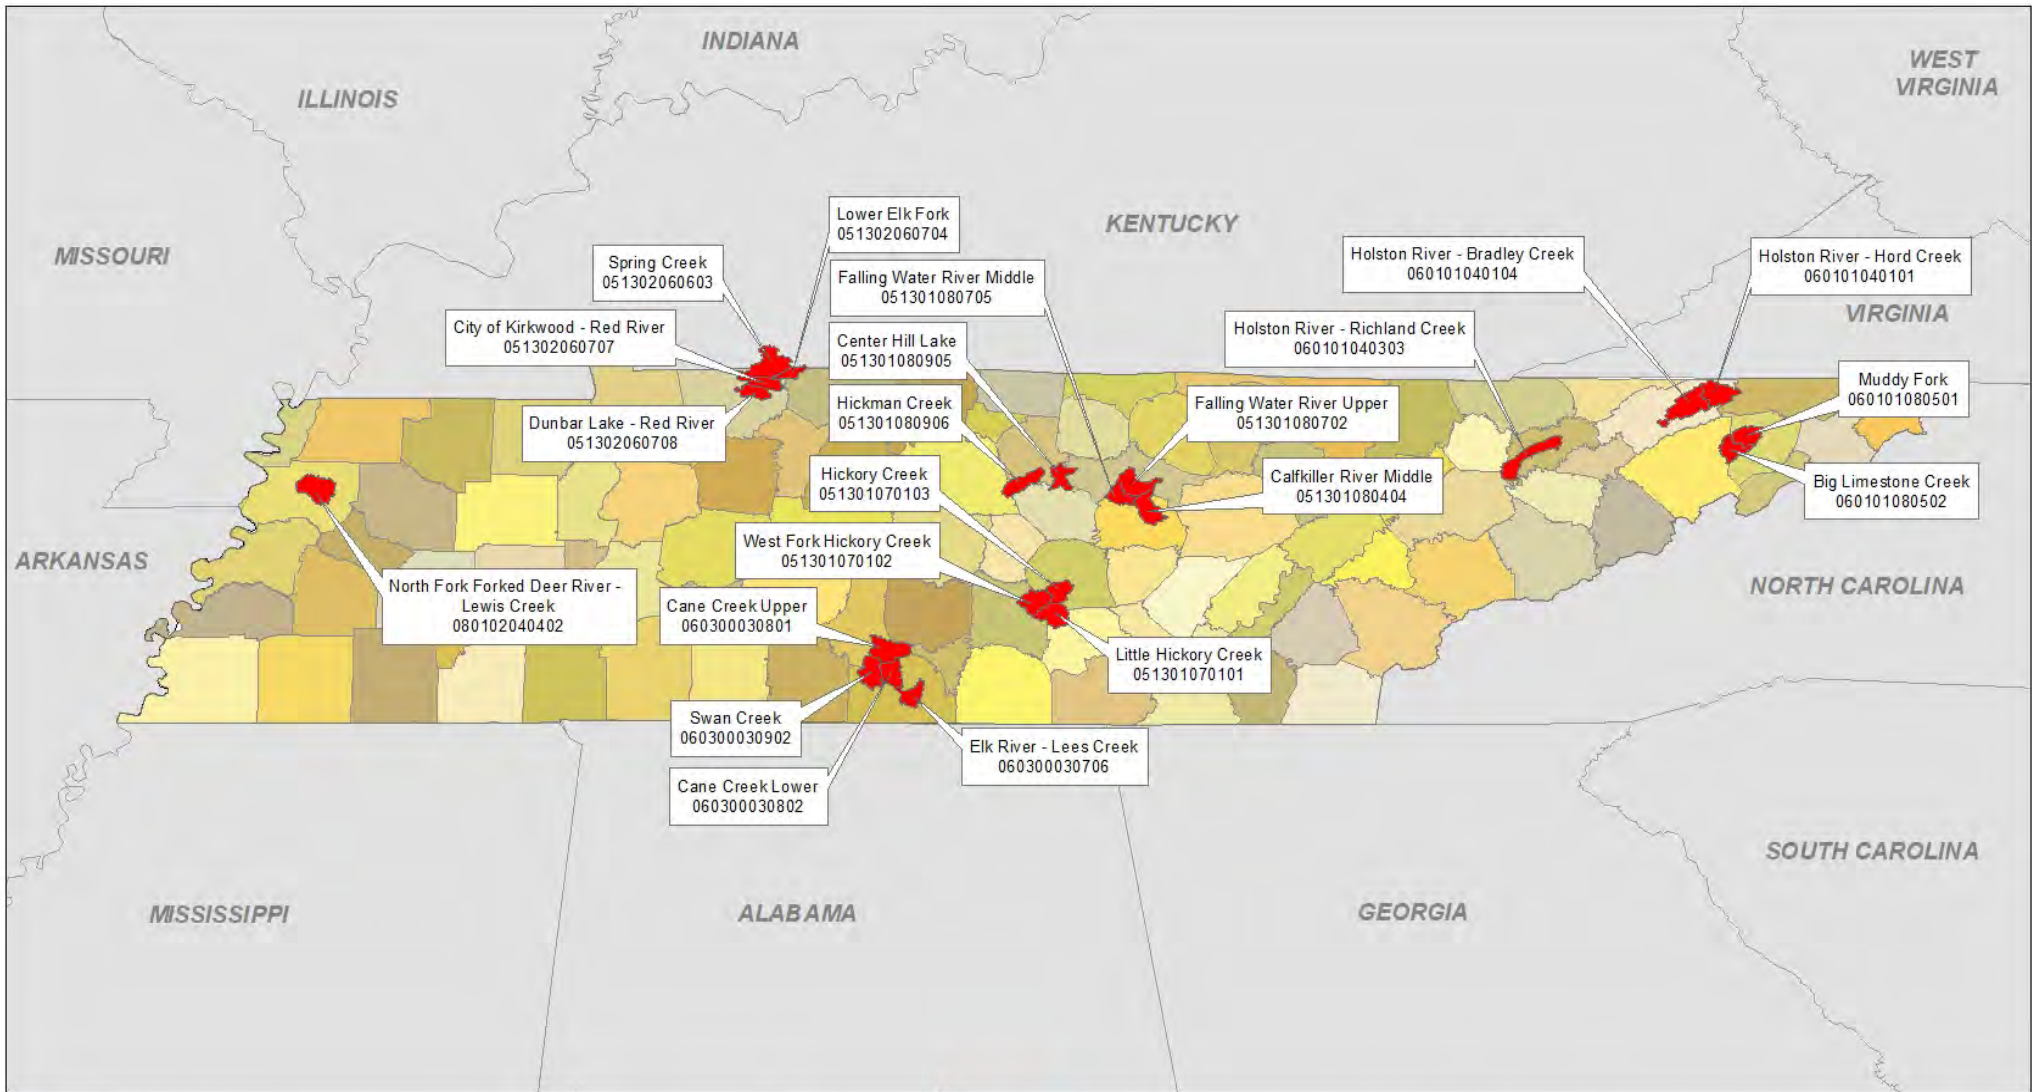 INDIANA
WEST
VIRGINIA
ILLINOIS
Lower Elk Fork
051302060704
KENTUCKY
MISSOURI
Spring Creek
051302060603
Falling Water River Middle
051301080705
Holston River - Bradley Creek
060101040104
Holston River - Hord Creek
060101040101
VIRGINIA
City of Kirkwood - Red River
051302060707
Center Hill Lake
051301080905
Holston River - Richland Creek
060101040303
Muddy Fork
060101080501
Dunbar Lake - Red River
051302060708
Hickman Creek
051301080906
Falling Water River Upper
051301080702
Hickory Creek
051301070103
Calfkiller River Middle
051301080404
Big Limestone Creek
060101080502
West Fork Hickory Creek
051301070102
ARKANSAS
North Fork Forked Deer River -
Lewis Creek
080102040402
Cane Creek Upper
060300030801
NORTH CAROLINA
Little Hickory Creek
051301070101
Swan Creek
060300030902
Elk River - Lees Creek
060300030706
Cane Creek Lower
060300030802
SOUTH CAROLINA
MISSISSIPPI
ALABAMA
GEORGIA